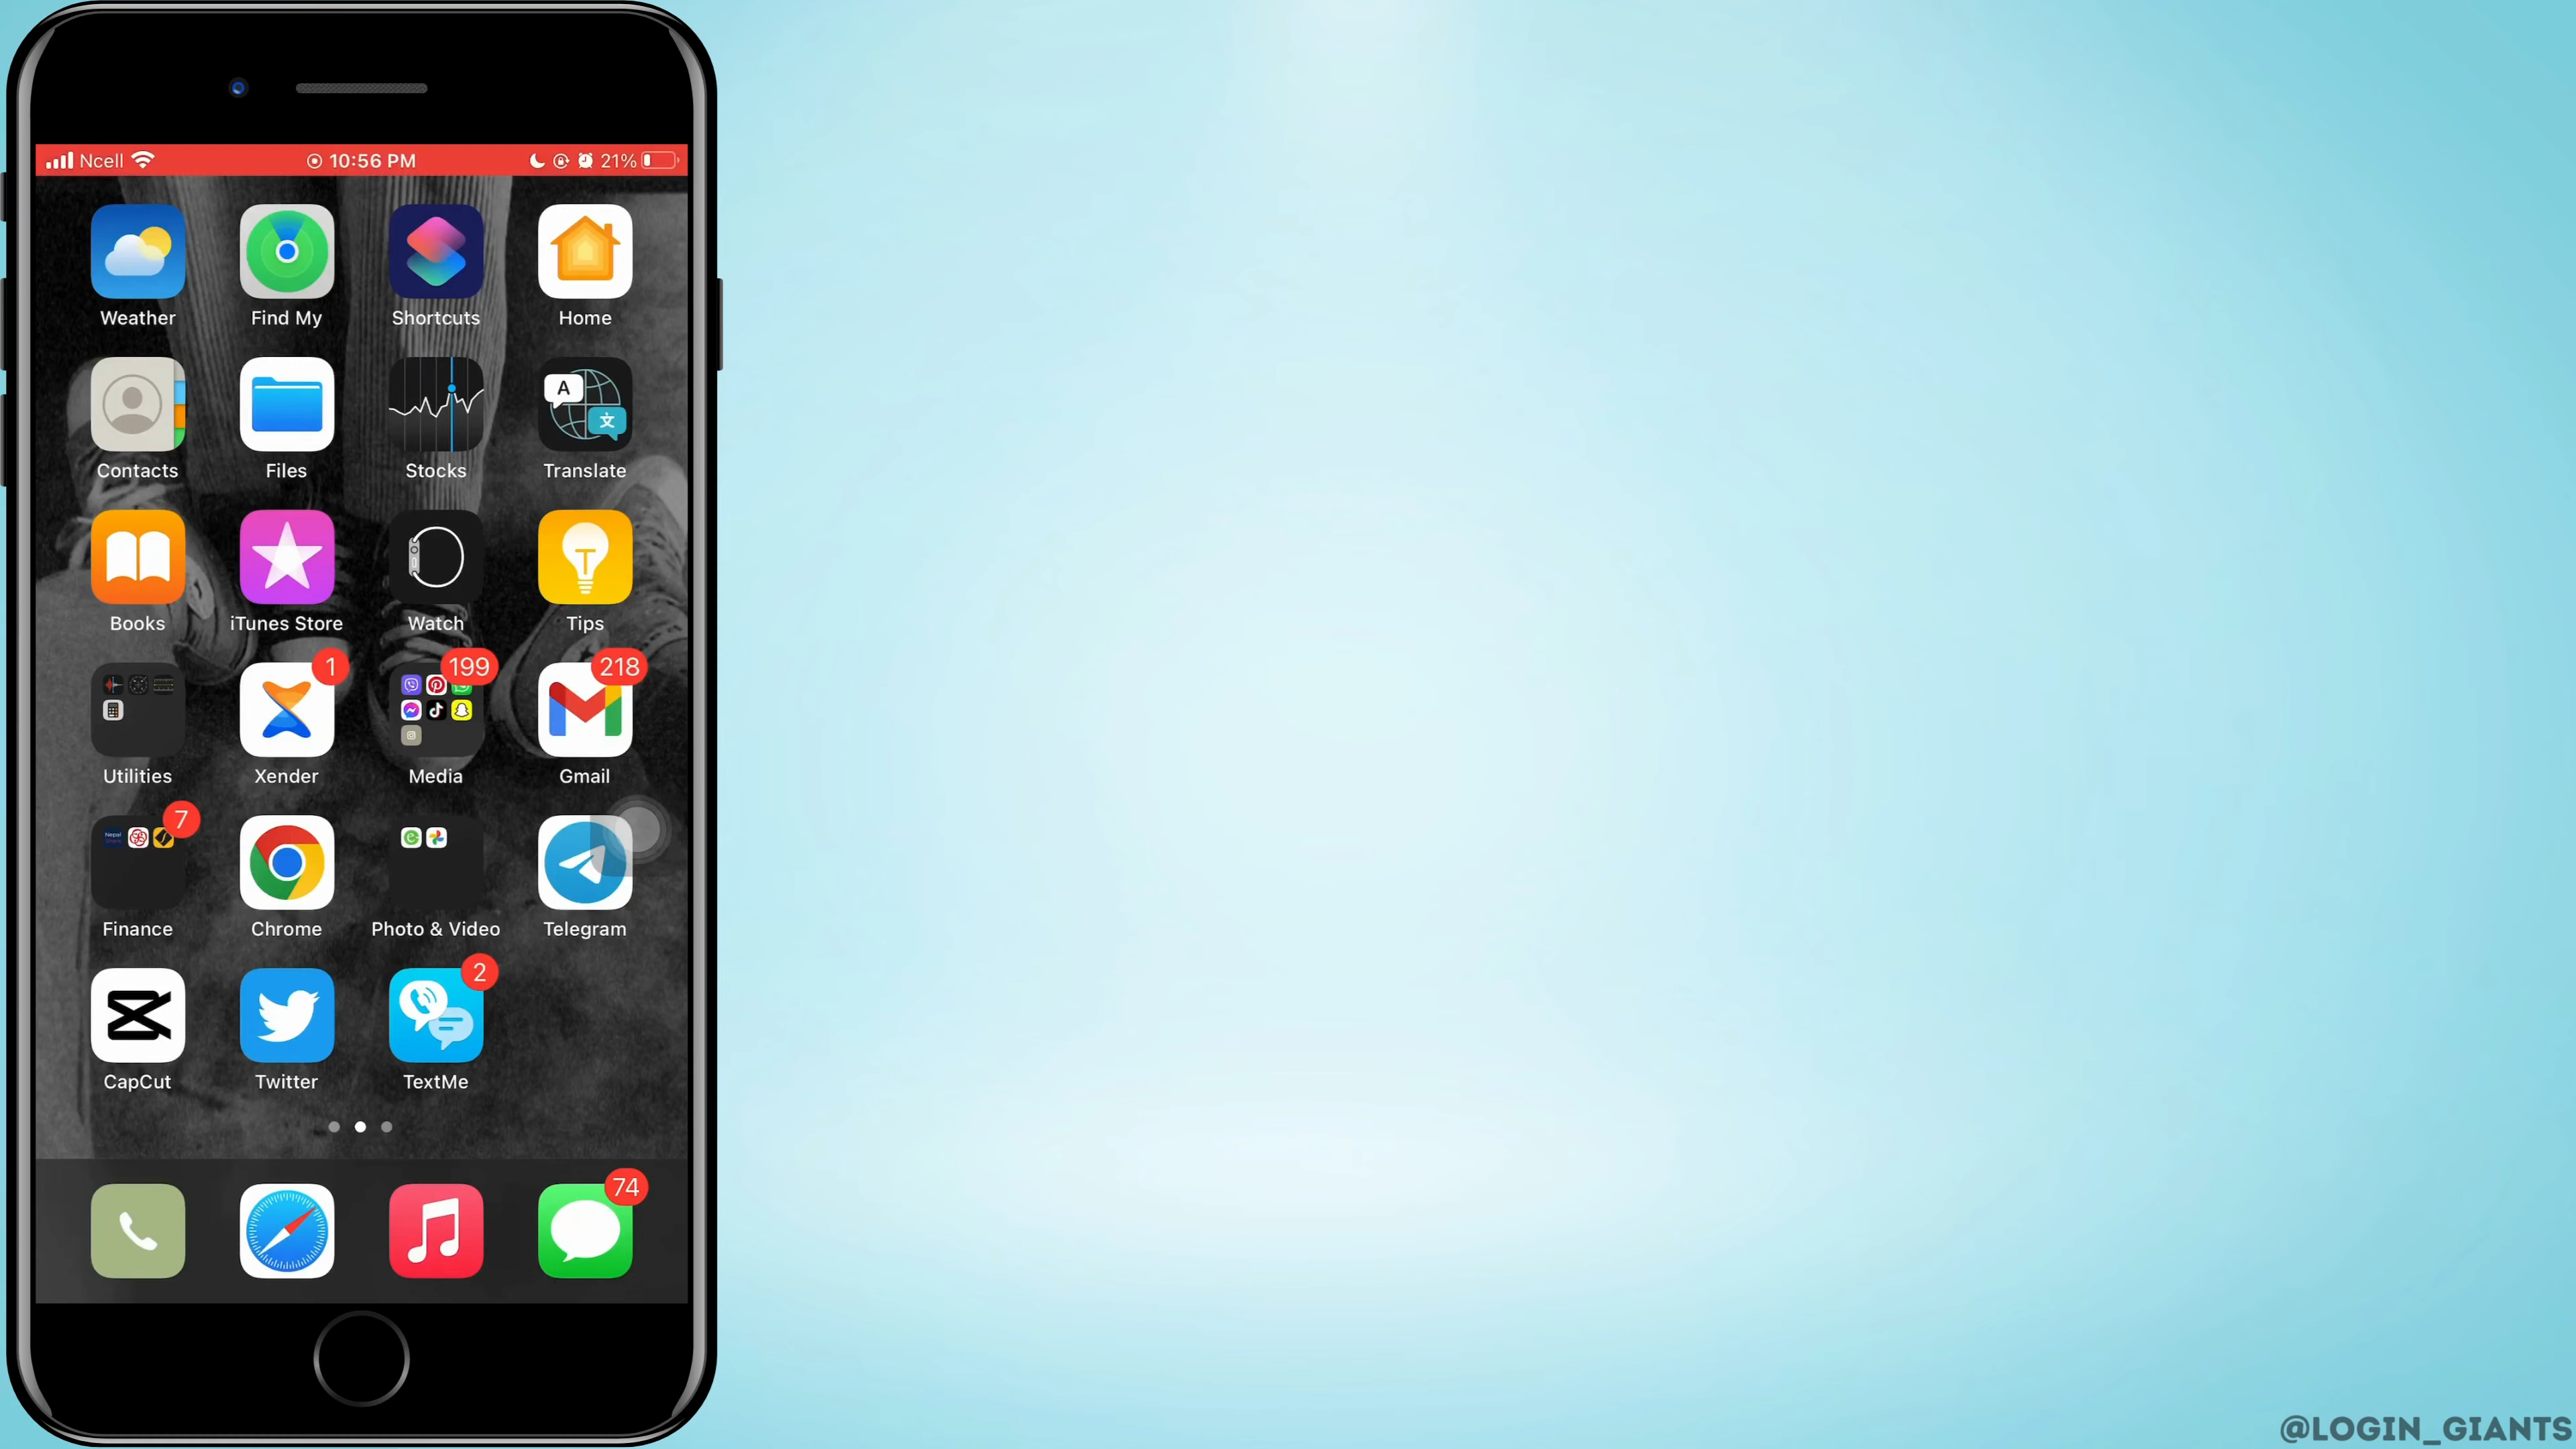 Ncell 10:56 PM 21%
Weather Find My Shortcuts Home
A 文
Contacts Files Stocks Translate
Books iTunes Store Watch Tips
1 199 218
Utilities Xender Media Gmail
7
Nepal
Finance Chrome Photo & Video Telegram
2
CapCut Twitter TextMe
74
@LOGIN_GIANTS